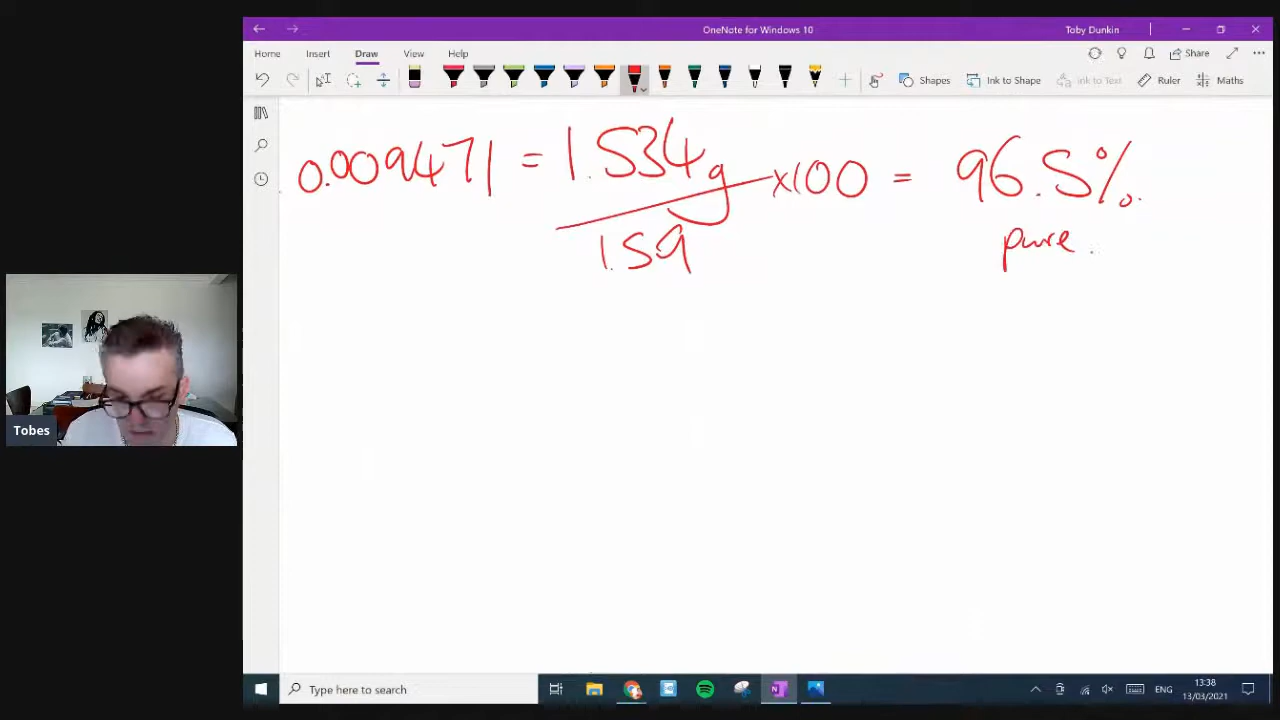 OneNote for Windows 10
Toby Dunkin
Home Insert Draw View Help
Share
Shapes Ink to Shape Ink to Text Ruler Maths
0.009471 = 1.534g x100 = 96.5%
1.59
pure.
Tobes
Type here to search
ENG
13:38
13/03/2021